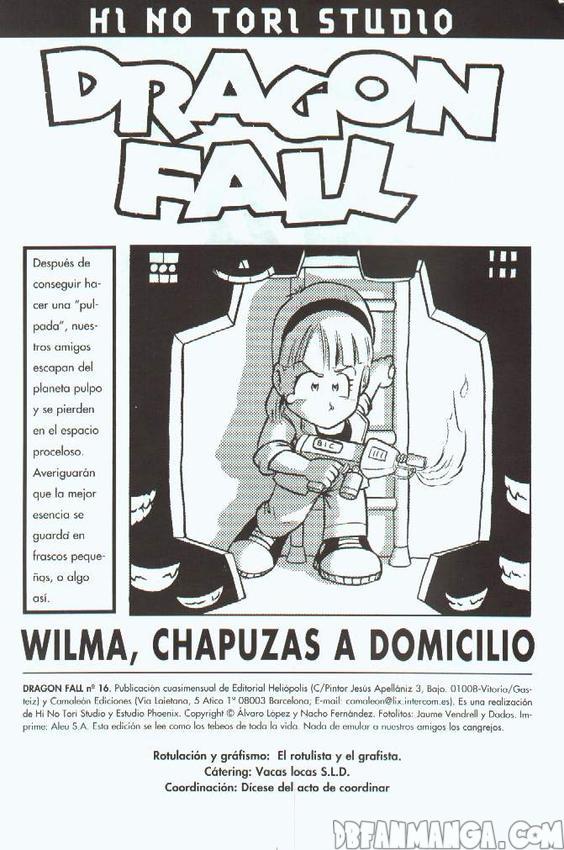 HI NO TORI STUDIO
DRAGON
FALL
Después de
conseguir ha-
cer una "pul-
pada", nues-
tros amigos
escapan del
planeta pulpo
y se pierden
en el espacio
proceloso.
Averiguarán
que la mejor
esencia se
guarda en
frascos peque-
ños, o algo
así.
BIC
WILMA, CHAPUZAS A DOMICILIO
DRAGON FALL nº 16. Publicación cuasimensual de Editorial Heliópolis (C/Pintor Jesús Apellániz 3, Bajo. 01008-Vitoria/Gas-
teiz) y Camaleón Ediciones (Via Laietana, 5 Atico 1ª 08003 Barcelona; E-mail: camaleon@lix.intercom.es). Es una realización
de Hi No Tori Studio y Estudio Phoenix. Copyright © Álvaro López y Nacho Fernández. Fotolitos: Jaume Vendrell y Dados. Im-
prime: Aleu S.A. Esta edición se lee como los tebeos de toda la vida. Nada de emular a nuestros amigos los cangrejos.
Rotulación y gráfismo: El rotulista y el grafista.
Cátering: Vacas locas S.L.D.
Coordinación: Dícese del acto de coordinar
DBFANMANGA.COM